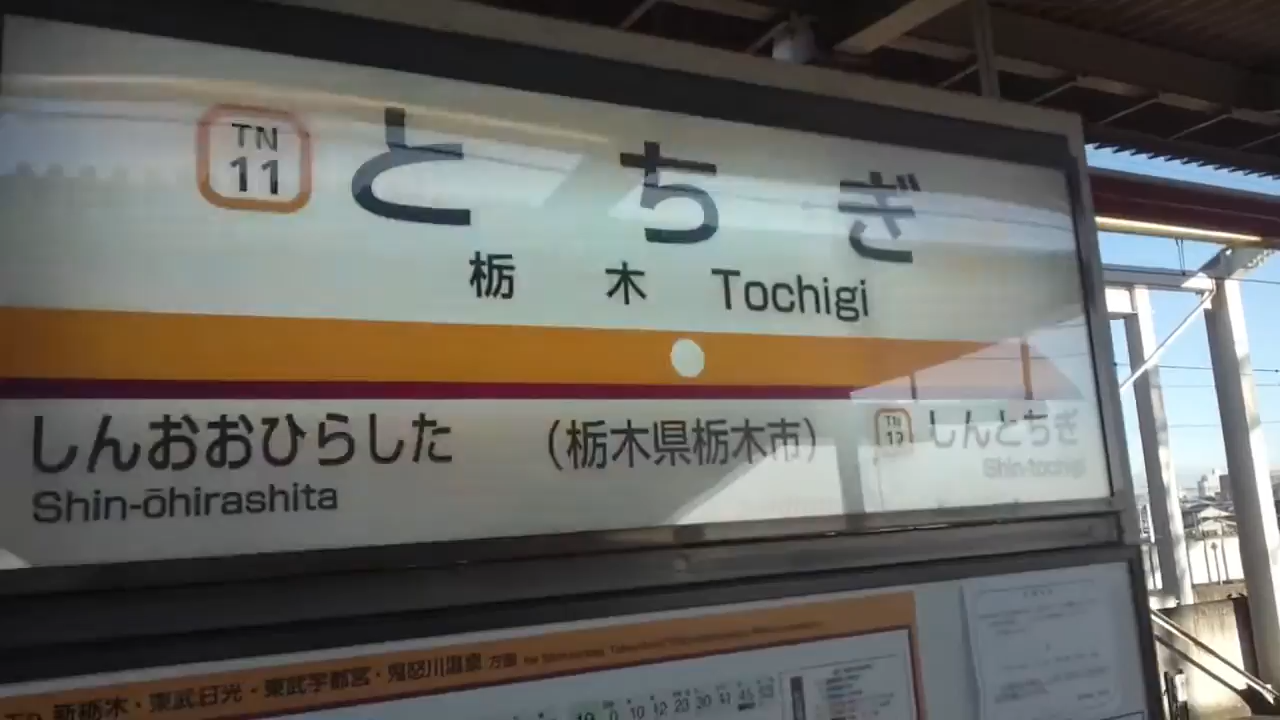 TN
11
とちぎ
栃木 Tochigi
しんおおひらした
Shin-ōhirashita
(栃木県栃木市)
TN
12
しんとちぎ
Shin-tochigi
新栃木・東武日光・東武宇都宮・鬼怒川温泉 方面